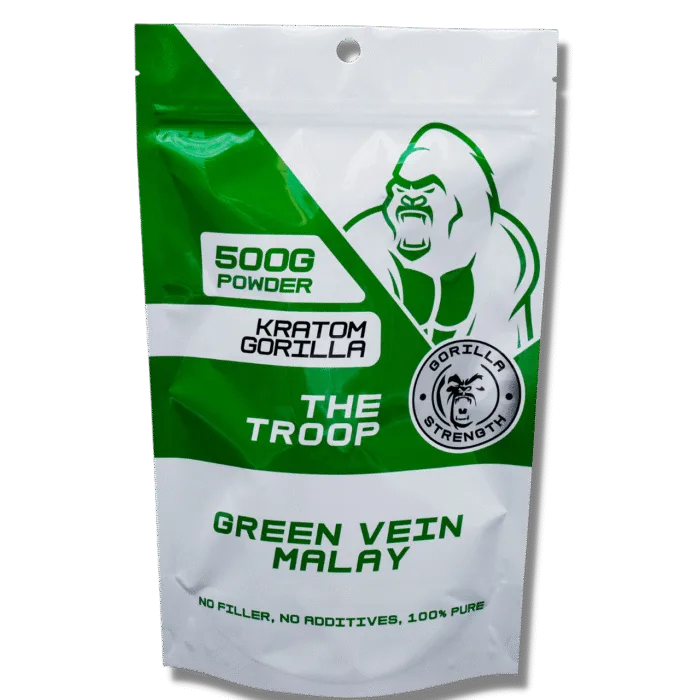 500G
POWDER
KRATOM
GORILLA
THE
TROOP
GORILLA
STRENGTH
GREEN VEIN
MALAY
NO FILLER, NO ADDITIVES, 100% PURE